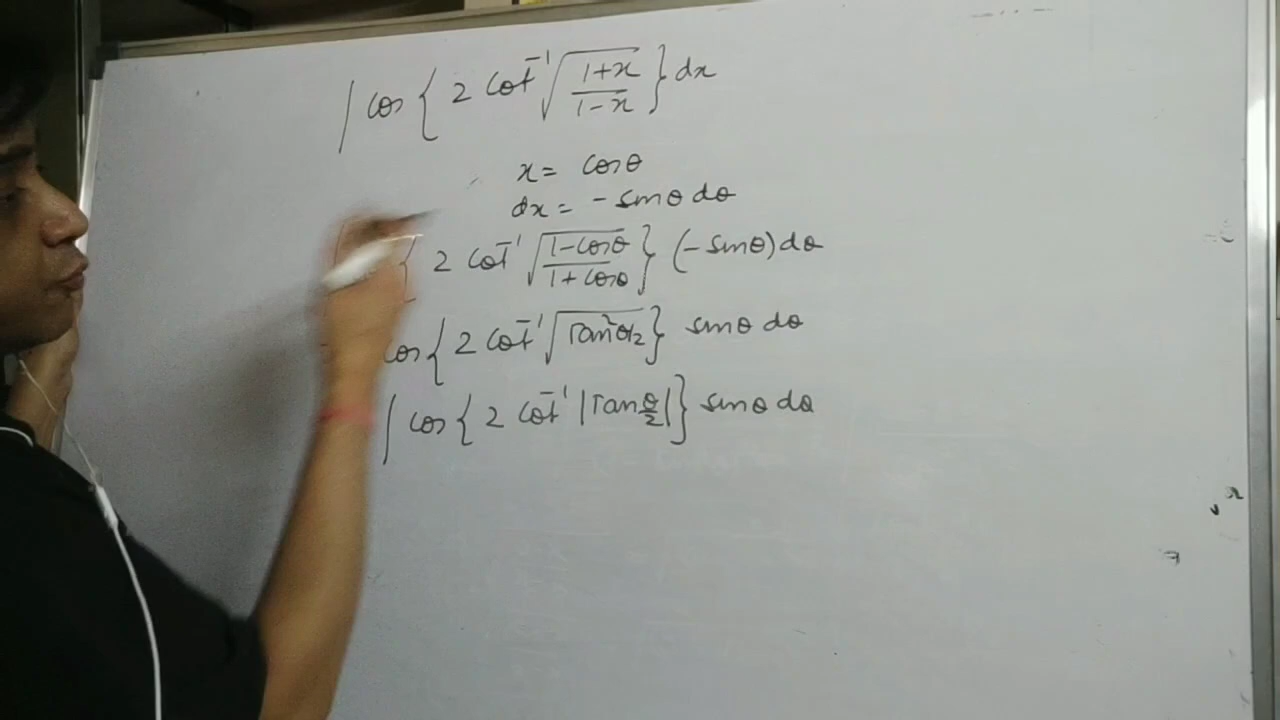 ∫ cos { 2 cot⁻¹ √((1+x)/(1-x)) } dx
x = cosθ
dx = - sinθ dθ
{ 2 cot⁻¹ √((1-cosθ)/(1+cosθ)) } (-sinθ) dθ
cos { 2 cot⁻¹ √(Tan²θ/2) } sinθ dθ
∫ cos { 2 cot⁻¹ |Tan θ/2| } sinθ dθ